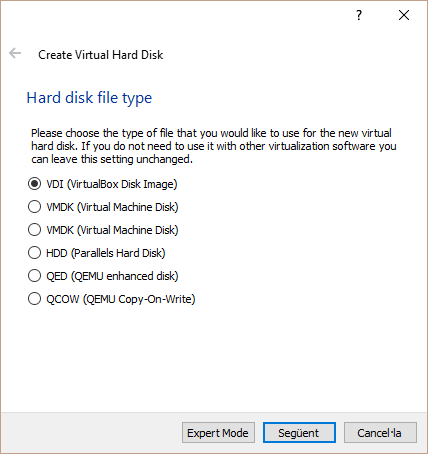 ?
Create Virtual Hard Disk
Hard disk file type
Please choose the type of file that you would like to use for the new virtual
hard disk. If you do not need to use it with other virtualization software you
can leave this setting unchanged.
VDI (VirtualBox Disk Image)
VMDK (Virtual Machine Disk)
VMDK (Virtual Machine Disk)
HDD (Parallels Hard Disk)
QED (QEMU enhanced disk)
QCOW (QEMU Copy-On-Write)
Expert Mode Següent Cancel·la